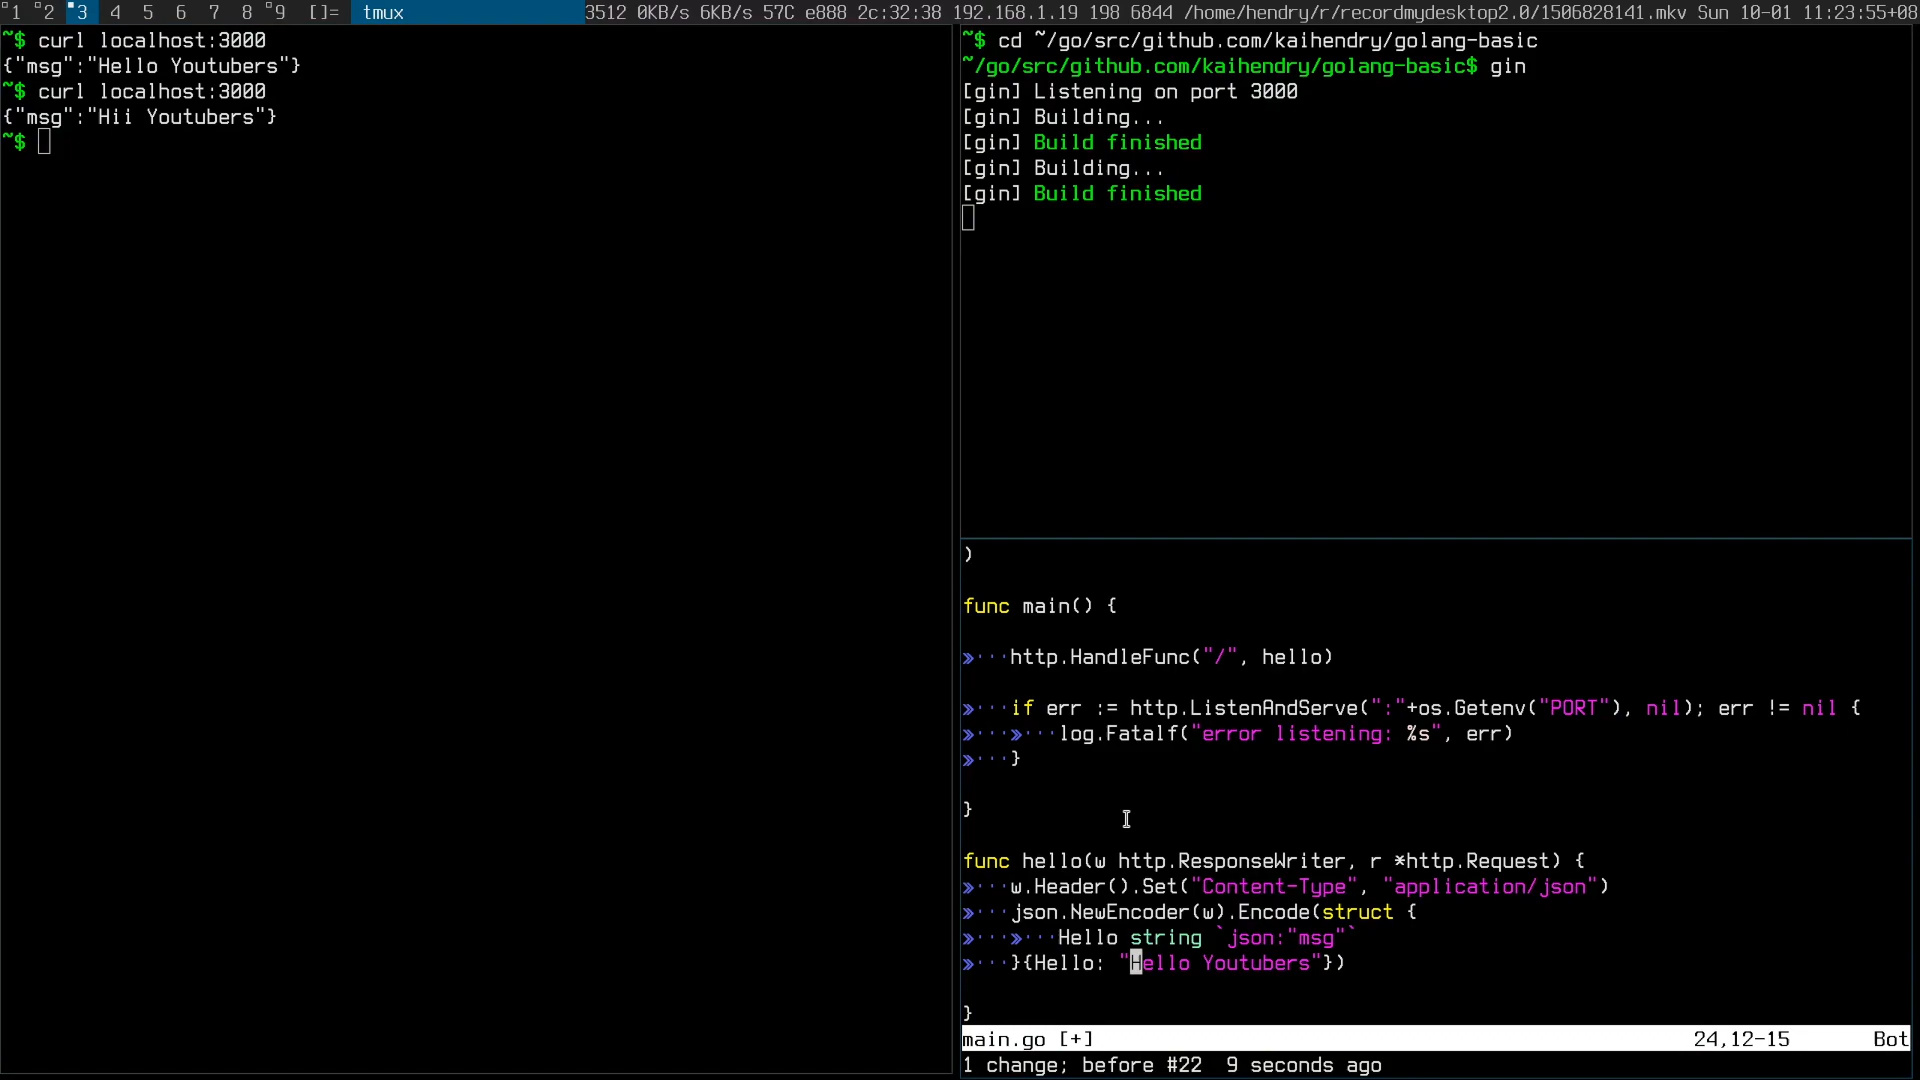 1 2 3 4 5 6 7 8 9 []= tmux 3512 0KB/s 6KB/s 57C e888 2c:32:38 192.168.1.19 198 6844 /home/hendry/r/recordmydesktop2.0/1506828141.mkv Sun 10-01 11:23:55+08
~$ curl localhost:3000
{"msg":"Hello Youtubers"}
~$ curl localhost:3000
{"msg":"Hii Youtubers"}
~$
~$ cd ~/go/src/github.com/kaihendry/golang-basic
~/go/src/github.com/kaihendry/golang-basic$ gin
[gin] Listening on port 3000
[gin] Building...
[gin] Build finished
[gin] Building...
[gin] Build finished
)
func main() {
»···http.HandleFunc("/", hello)
»···if err := http.ListenAndServe(":"+os.Getenv("PORT"), nil); err != nil {
»···»···log.Fatalf("error listening: %s", err)
»···}
}
func hello(w http.ResponseWriter, r *http.Request) {
»···w.Header().Set("Content-Type", "application/json")
»···json.NewEncoder(w).Encode(struct {
»···»···Hello string `json:"msg"`
»···}{Hello: "Hello Youtubers"})
}
main.go [+] 24,12-15 Bot
1 change; before #22  9 seconds ago